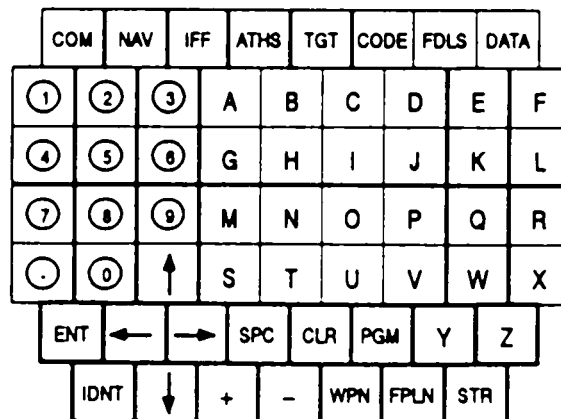 COM NAV IFF ATHS TGT CODE FDLS DATA
1 2 3 A B C D E F
4 5 6 G H I J K L
7 8 9 M N O P Q R
· 0 ↑ S T U V W X
ENT ← → SPC CLR PGM Y Z
IDNT ↓ + - WPN FPLN STR